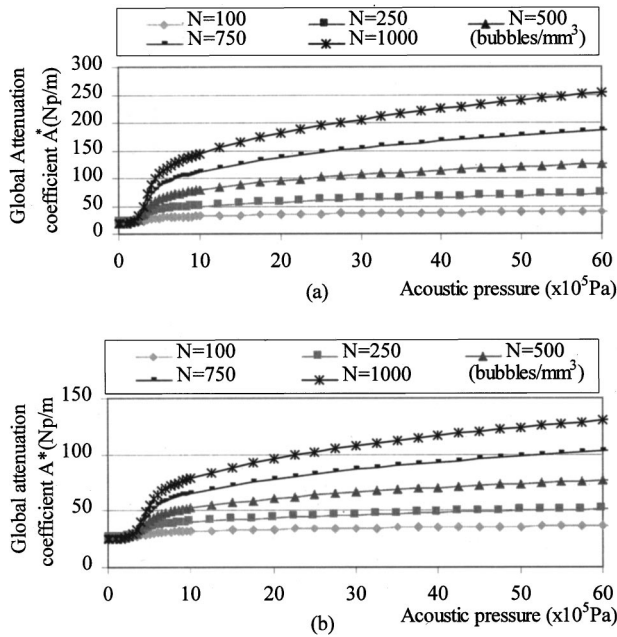 N=100 N=250 N=500
N=750 N=1000 (bubbles/mm³)
Global Attenuation
coefficient A*(Np/m)
300
250
200
150
100
50
0
0 10 20 30 40 50 60
(a) Acoustic pressure (x10⁵Pa)
N=100 N=250 N=500
N=750 N=1000 (bubbles/mm³)
Global attenuation
coefficient A*(Np/m
150
100
50
0
0 10 20 30 40 50 60
Acoustic pressure (x10⁵Pa)
(b)